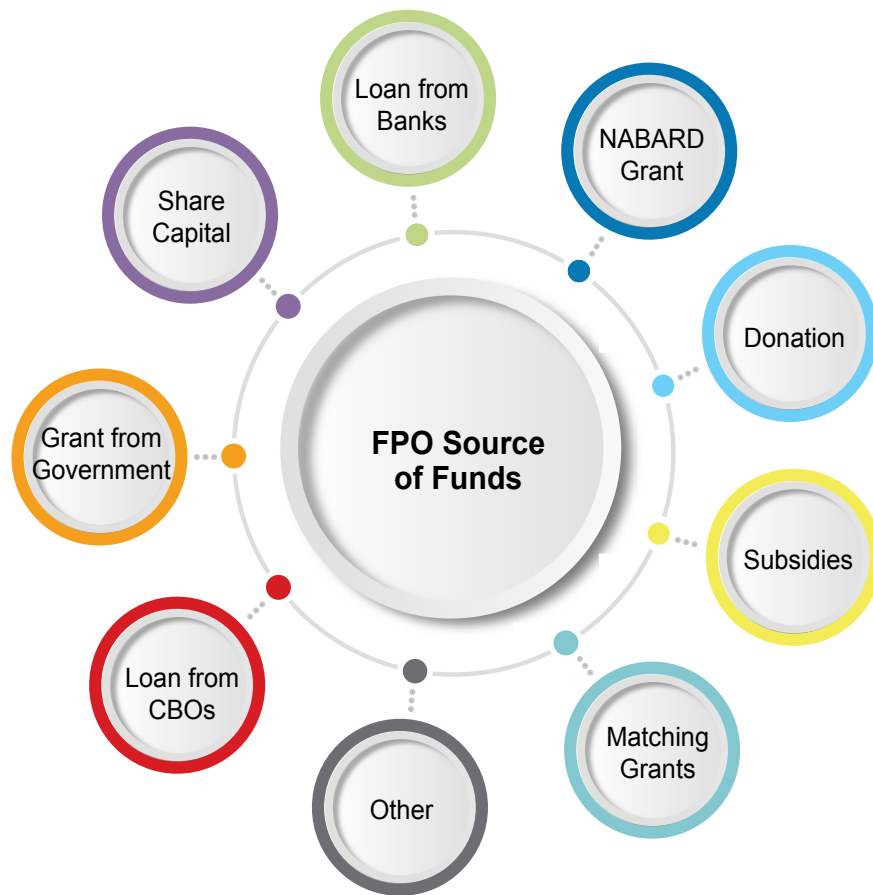 Loan from
Banks
NABARD
Grant
Share
Capital
Donation
Grant from
Government
FPO Source
of Funds
Subsidies
Loan from
CBOs
Matching
Grants
Other